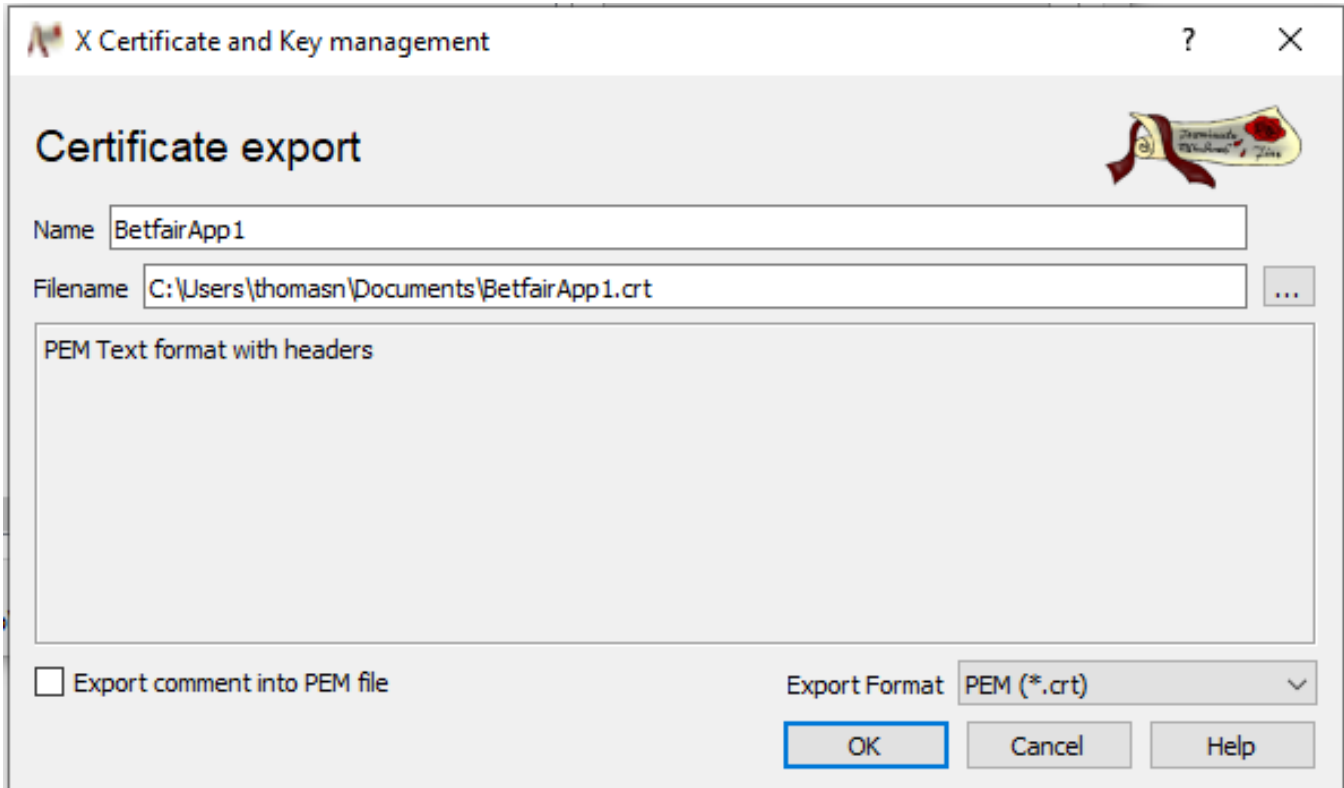 X Certificate and Key management
?
Certificate export
Name BetfairApp1
Filename C:\Users\thomasn\Documents\BetfairApp1.crt
...
PEM Text format with headers
Export comment into PEM file
Export Format PEM (*.crt)
OK
Cancel
Help